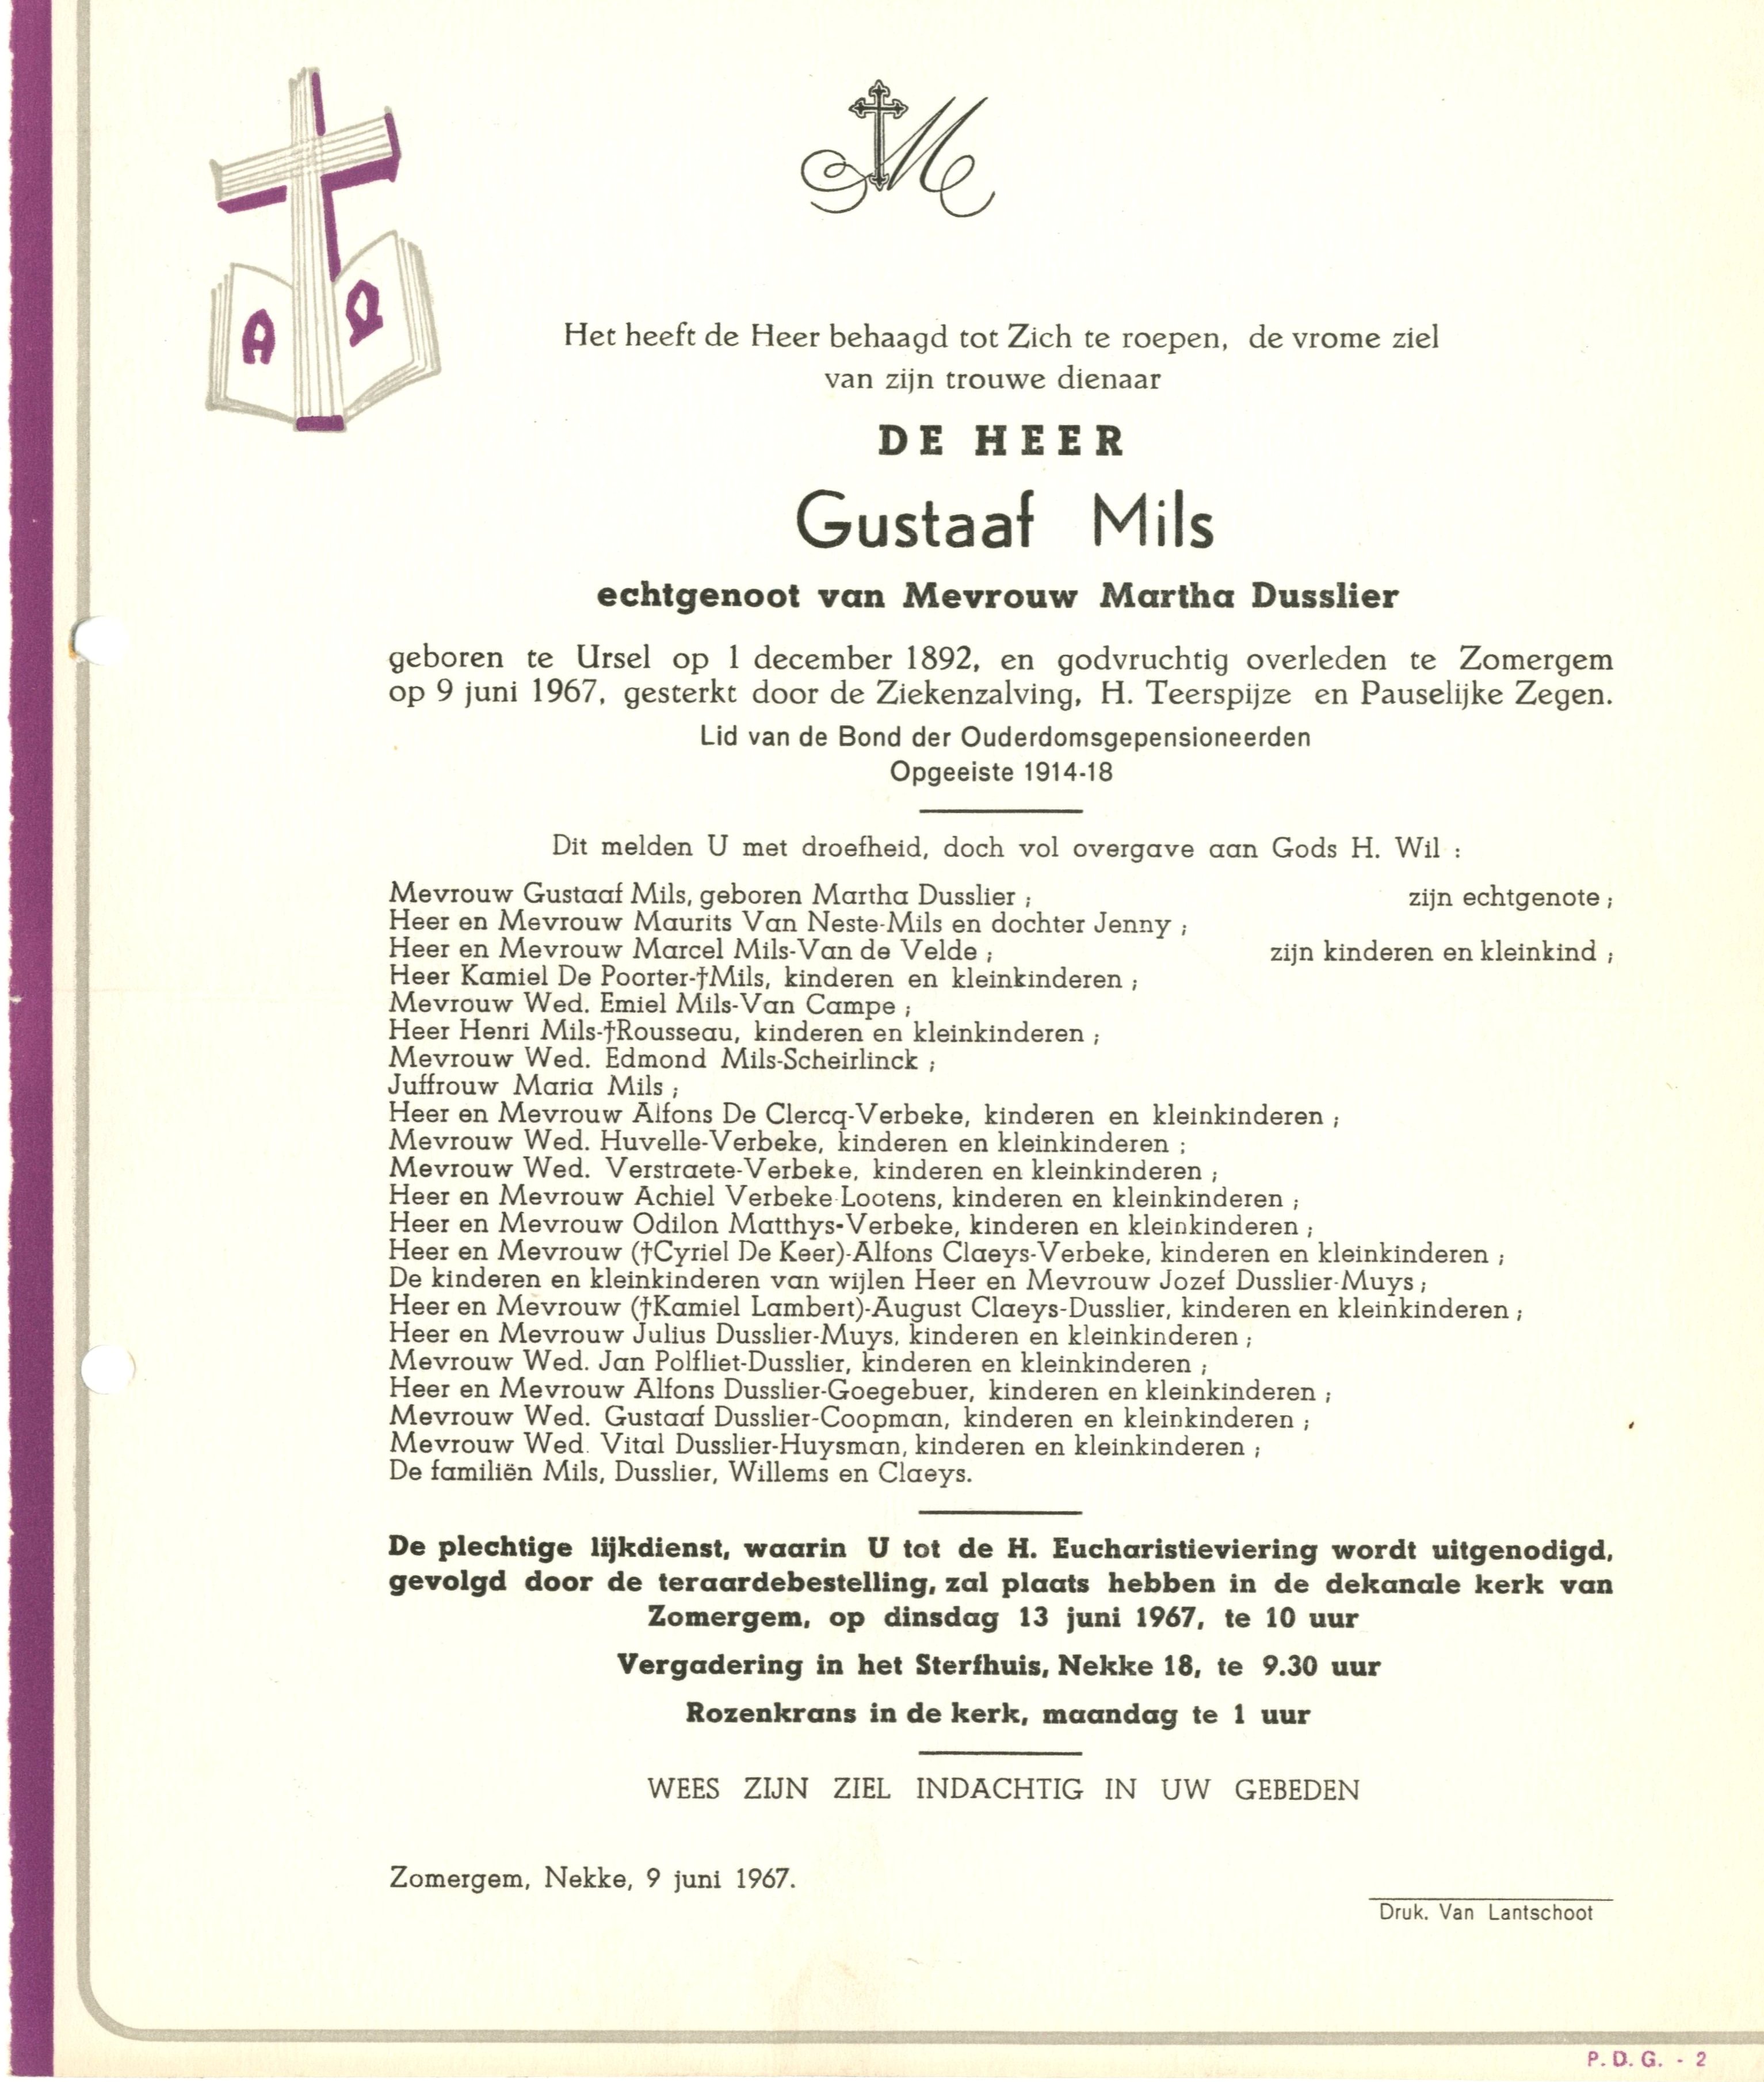 M
A Ω
Het heeft de Heer behaagd tot Zich te roepen, de vrome ziel
van zijn trouwe dienaar
DE HEER
Gustaaf Mils
echtgenoot van Mevrouw Martha Dusslier
geboren te Ursel op 1 december 1892, en godvruchtig overleden te Zomergem
op 9 juni 1967, gesterkt door de Ziekenzalving, H. Teerspijze en Pauselijke Zegen.
Lid van de Bond der Ouderdomsgepensioneerden
Opgeeiste 1914-18
Dit melden U met droefheid, doch vol overgave aan Gods H. Wil :
Mevrouw Gustaaf Mils, geboren Martha Dusslier ; zijn echtgenote ;
Heer en Mevrouw Maurits Van Neste-Mils en dochter Jenny ;
Heer en Mevrouw Marcel Mils-Van de Velde ; zijn kinderen en kleinkind ;
Heer Kamiel De Poorter-†Mils, kinderen en kleinkinderen ;
Mevrouw Wed. Emiel Mils-Van Campe ;
Heer Henri Mils-†Rousseau, kinderen en kleinkinderen ;
Mevrouw Wed. Edmond Mils-Scheirlinck ;
Juffrouw Maria Mils ;
Heer en Mevrouw Alfons De Clercq-Verbeke, kinderen en kleinkinderen ;
Mevrouw Wed. Huvelle-Verbeke, kinderen en kleinkinderen ;
Mevrouw Wed. Verstraete-Verbeke, kinderen en kleinkinderen ;
Heer en Mevrouw Achiel Verbeke-Lootens, kinderen en kleinkinderen ;
Heer en Mevrouw Odilon Matthys-Verbeke, kinderen en kleinkinderen ;
Heer en Mevrouw (†Cyriel De Keer)-Alfons Claeys-Verbeke, kinderen en kleinkinderen ;
De kinderen en kleinkinderen van wijlen Heer en Mevrouw Jozef Dusslier-Muys ;
Heer en Mevrouw (†Kamiel Lambert)-August Claeys-Dusslier, kinderen en kleinkinderen ;
Heer en Mevrouw Julius Dusslier-Muys, kinderen en kleinkinderen ;
Mevrouw Wed. Jan Polfliet-Dusslier, kinderen en kleinkinderen ;
Heer en Mevrouw Alfons Dusslier-Goegebuer, kinderen en kleinkinderen ;
Mevrouw Wed. Gustaaf Dusslier-Coopman, kinderen en kleinkinderen ;
Mevrouw Wed. Vital Dusslier-Huysman, kinderen en kleinkinderen ;
De familiën Mils, Dusslier, Willems en Claeys.
De plechtige lijkdienst, waarin U tot de H. Eucharistieviering wordt uitgenodigd,
gevolgd door de teraardebestelling, zal plaats hebben in de dekanale kerk van
Zomergem, op dinsdag 13 juni 1967, te 10 uur
Vergadering in het Sterfhuis, Nekke 18, te 9.30 uur
Rozenkrans in de kerk, maandag te 1 uur
WEES ZIJN ZIEL INDACHTIG IN UW GEBEDEN
Zomergem, Nekke, 9 juni 1967.
Druk. Van Lantschoot
P. D. G. - 2